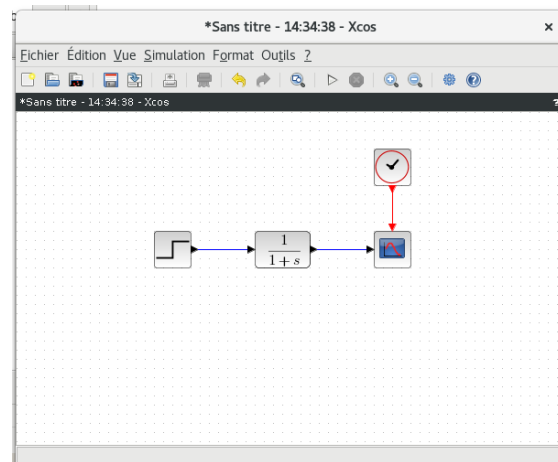 *Sans titre - 14:34:38 - Xcos
×
Fichier Édition Vue Simulation Format Outils ?
*Sans titre - 14:34:38 - Xcos ?
1
1 + s